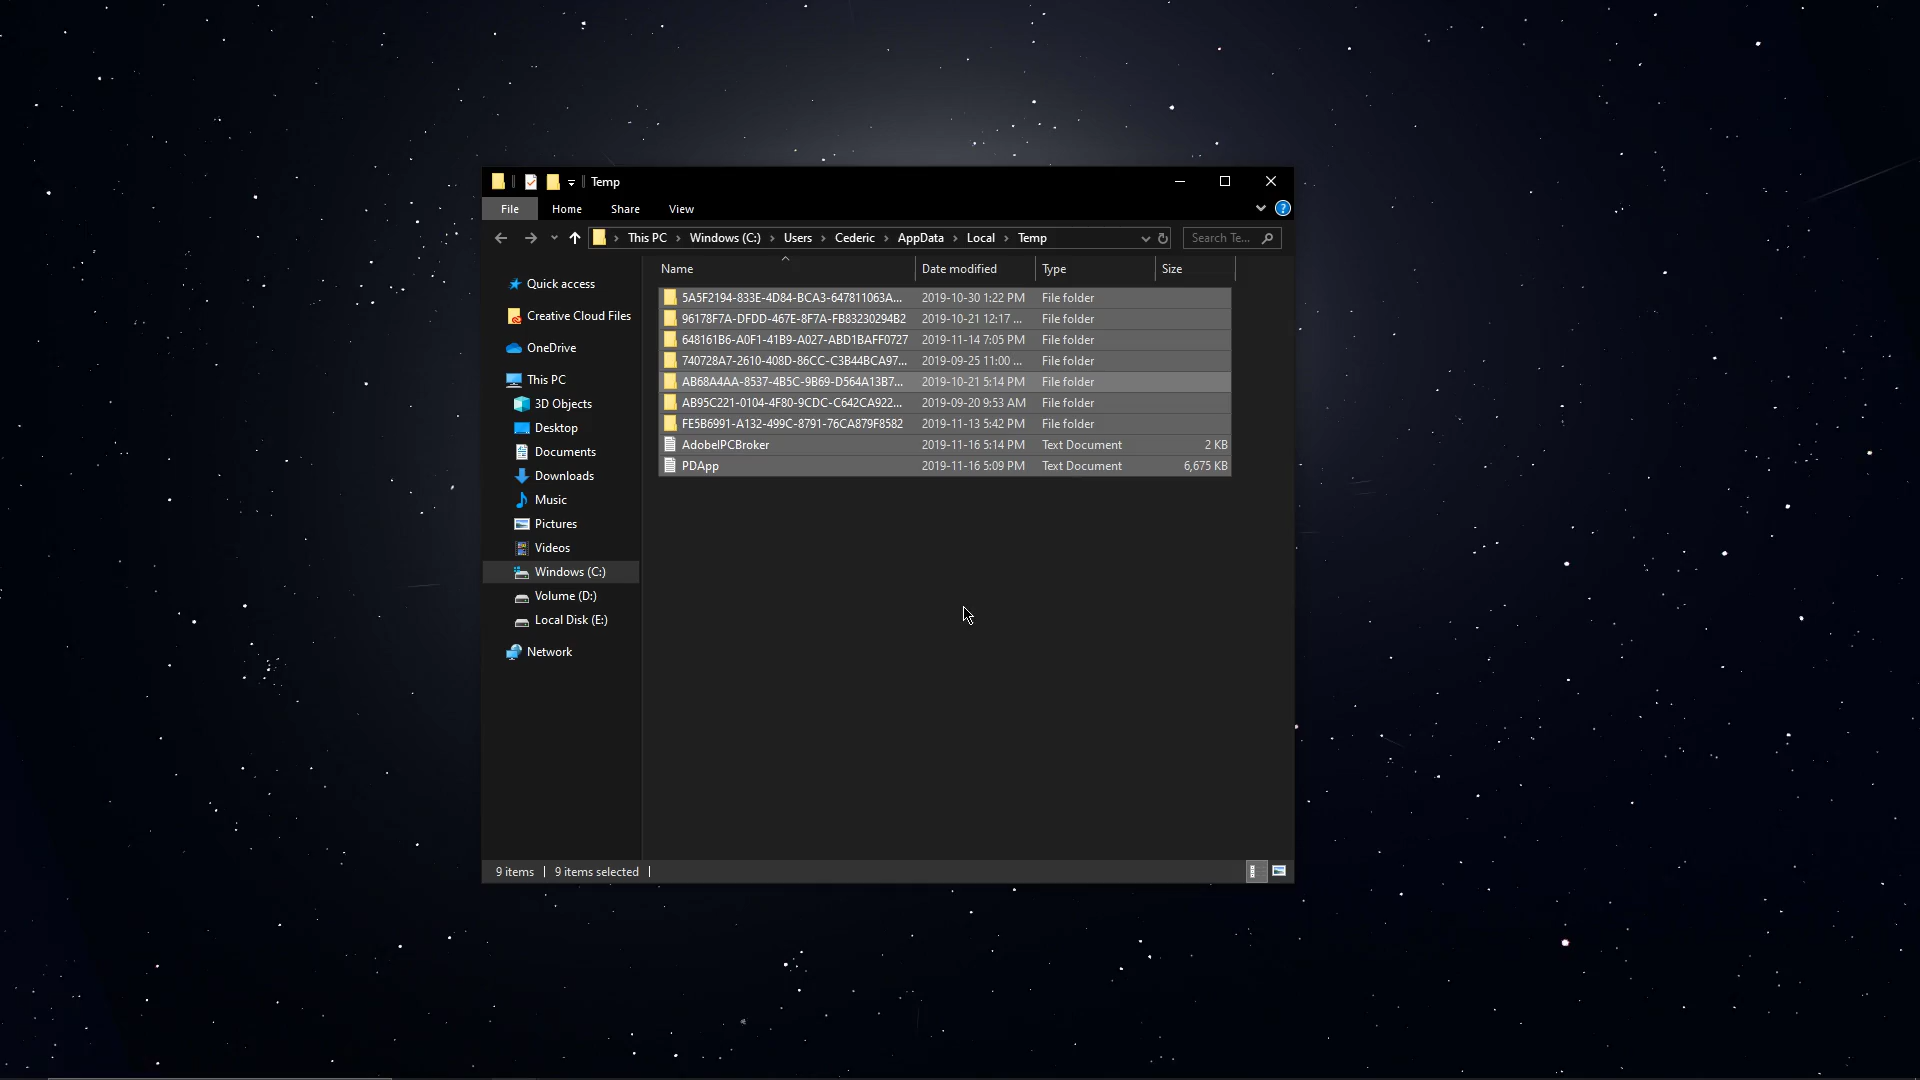 Temp
File Home Share View
This PC Windows (C:) Users Cederic AppData Local Temp Search Te...
Name Date modified Type Size
Quick access
Creative Cloud Files
OneDrive
This PC
3D Objects
Desktop
Documents
Downloads
Music
Pictures
Videos
Windows (C:)
Volume (D:)
Local Disk (E:)
Network
5A5F2194-833E-4D84-BCA3-647811063A... 2019-10-30 1:22 PM File folder
96178F7A-DFDD-467E-8F7A-FB83230294B2 2019-10-21 12:17 ... File folder
648161B6-A0F1-41B9-A027-ABD1BAFF0727 2019-11-14 7:05 PM File folder
740728A7-2610-408D-86CC-C3B44BCA97... 2019-09-25 11:00 ... File folder
AB68A4AA-8537-4B5C-9B69-D564A13B7... 2019-10-21 5:14 PM File folder
AB95C221-0104-4F80-9CDC-C642CA922... 2019-09-20 9:53 AM File folder
FE5B6991-A132-499C-8791-76CA879F8582 2019-11-13 5:42 PM File folder
AdobeIPCBroker 2019-11-16 5:14 PM Text Document 2 KB
PDApp 2019-11-16 5:09 PM Text Document 6,675 KB
9 items 9 items selected